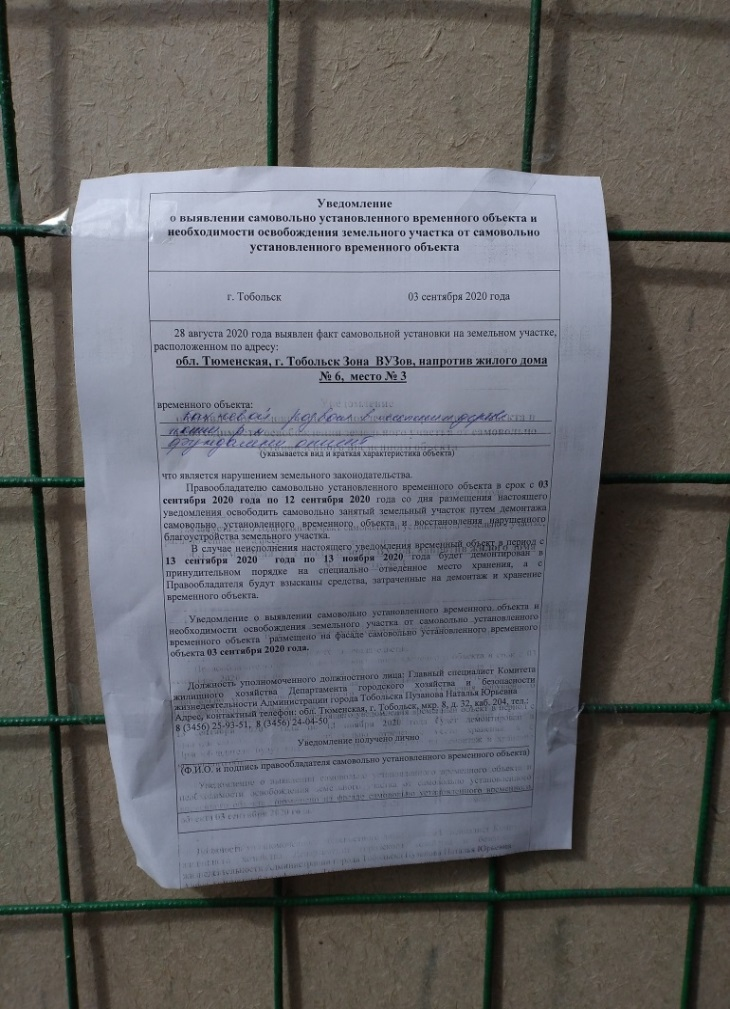 Уведомление
о выявлении самовольно установленного временного объекта и
необходимости освобождения земельного участка от самовольно
установленного временного объекта
г. Тобольск 03 сентября 2020 года
28 августа 2020 года выявлен факт самовольной установки на земельном участке,
расположенном по адресу:
обл. Тюменская, г. Тобольск Зона ВУЗов, напротив жилого дома
№ 6, место № 3
временного объекта:
(указывается вид и краткая характеристика объекта)
что является нарушением земельного законодательства.
Правообладателю самовольно установленного временного объекта в срок с 03
сентября 2020 года по 12 сентября 2020 года со дня размещения настоящего
уведомления освободить самовольно занятый земельный участок путем демонтажа
самовольно установленного временного объекта и восстановления нарушенного
благоустройства земельного участка.
В случае неисполнения настоящего уведомления временный объект в период с
13 сентября 2020 года по 13 ноября 2020 года будет демонтирован в
принудительном порядке на специально отведённое место хранения, а с
Правообладателя будут взысканы средства, затраченные на демонтаж и хранение
временного объекта.
Уведомление о выявлении самовольно установленного временного объекта и
необходимости освобождения земельного участка от самовольно установленного
временного объекта размещено на фасаде самовольно установленного временного
объекта 03 сентября 2020 года.
Должность уполномоченного должностного лица: Главный специалист Комитета
жилищного хозяйства Департамента городского хозяйства и безопасности
жизнедеятельности Администрации города Тобольска Пузанова Наталья Юрьевна
Адрес, контактный телефон: обл. Тюменская, г. Тобольск, мкр. 8, д. 32, каб. 204, тел.:
8 (3456) 25-93-51, 8 (3456) 24-04-50
Уведомление получено лично
(Ф.И.О. и подпись правообладателя самовольно установленного временного объекта)